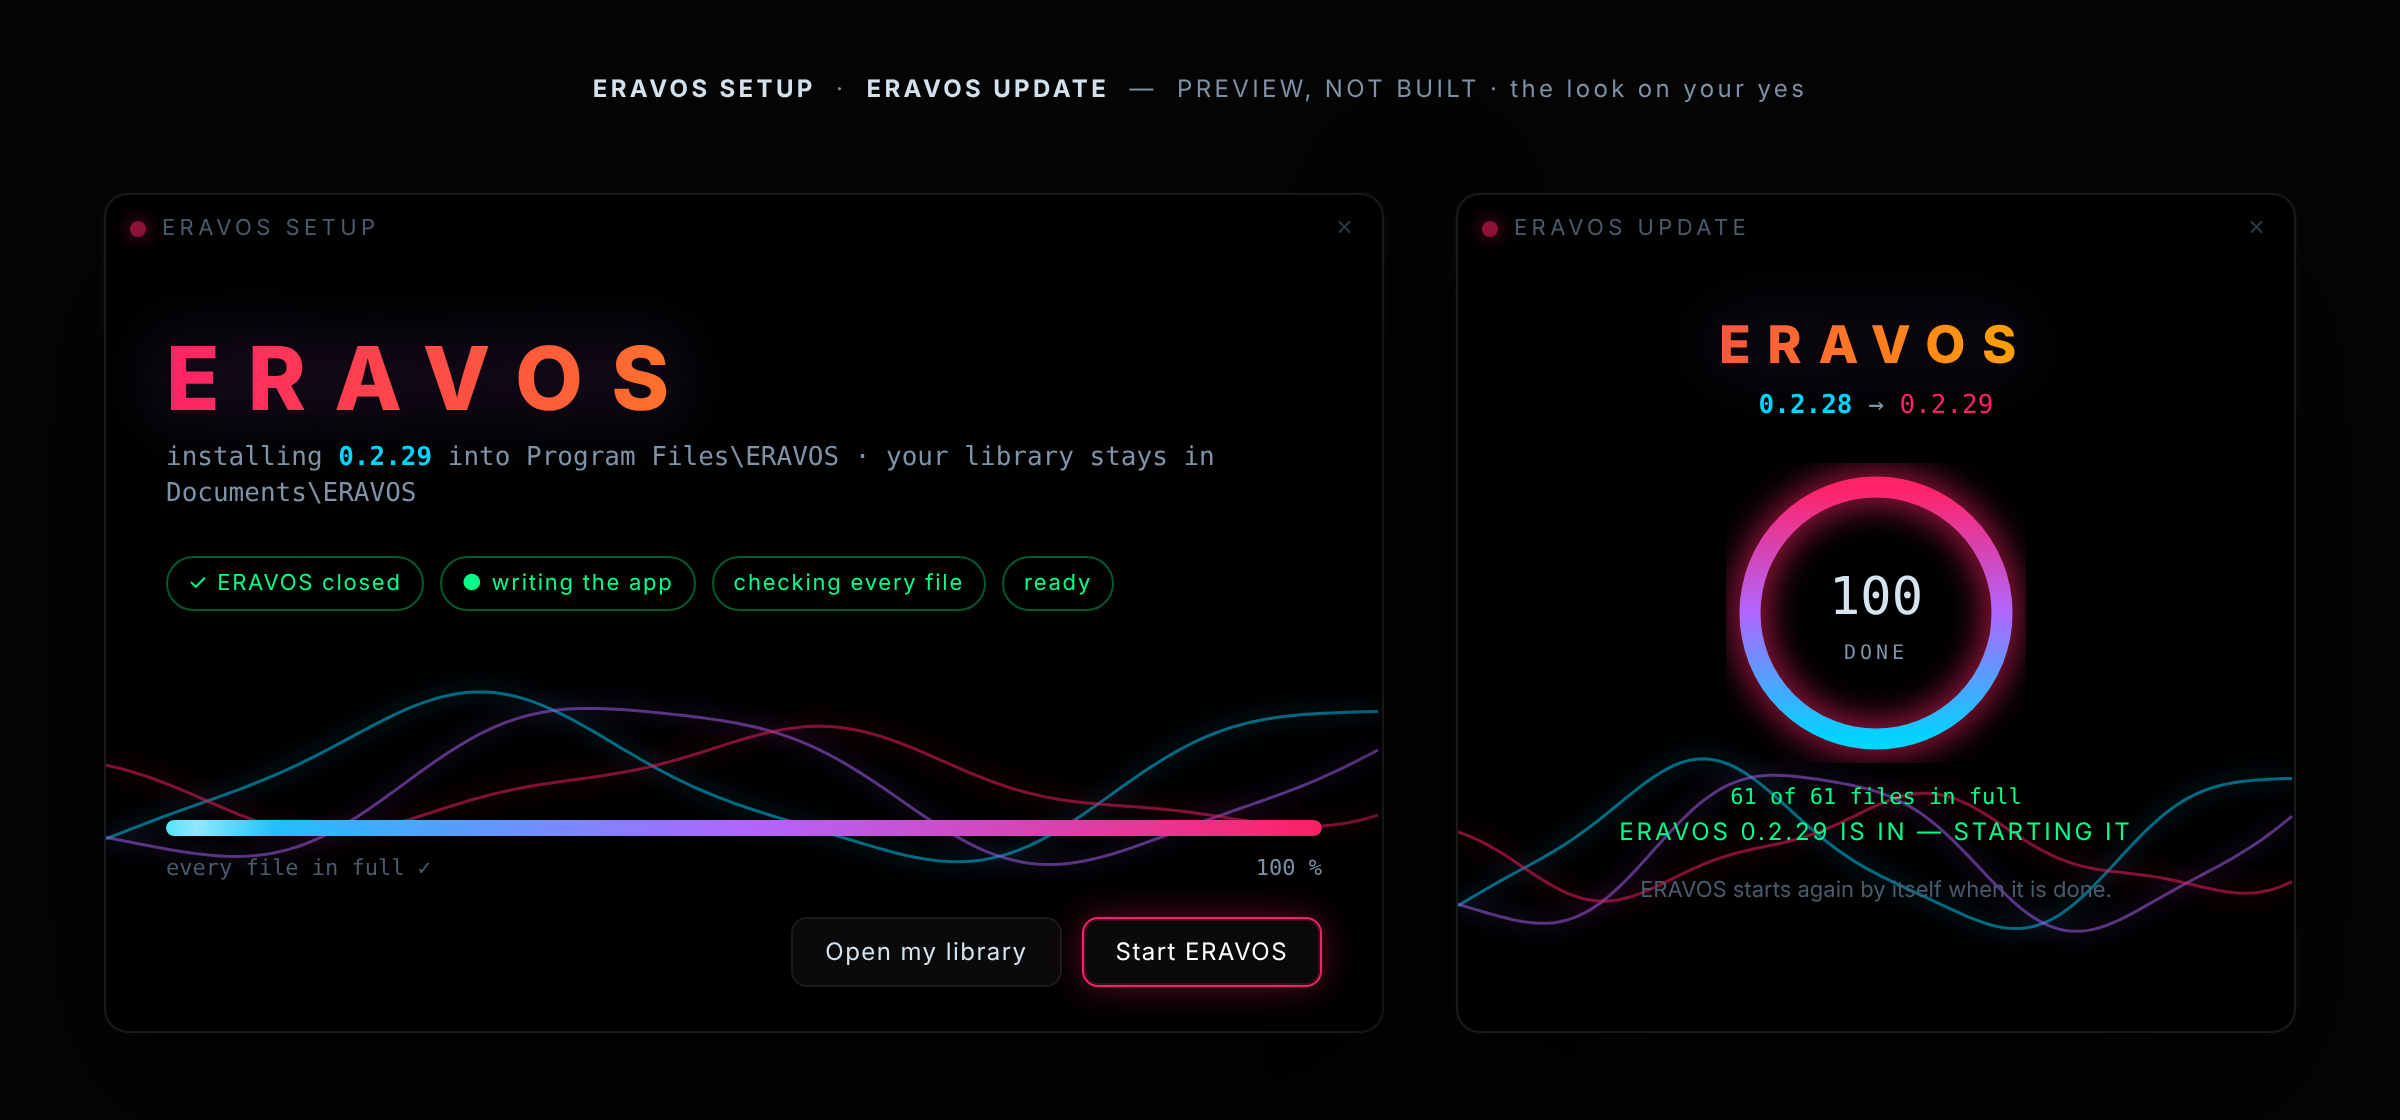 ERAVOS SETUP · ERAVOS UPDATE — PREVIEW, NOT BUILT · the look on your yes
ERAVOS SETUP ×
ERAVOS
installing 0.2.29 into Program Files\ERAVOS · your library stays in
Documents\ERAVOS
✓ ERAVOS closed
● writing the app
checking every file
ready
every file in full ✓
100 %
Open my library
Start ERAVOS
ERAVOS UPDATE ×
ERAVOS
0.2.28 → 0.2.29
100
DONE
61 of 61 files in full
ERAVOS 0.2.29 IS IN — STARTING IT
ERAVOS starts again by itself when it is done.